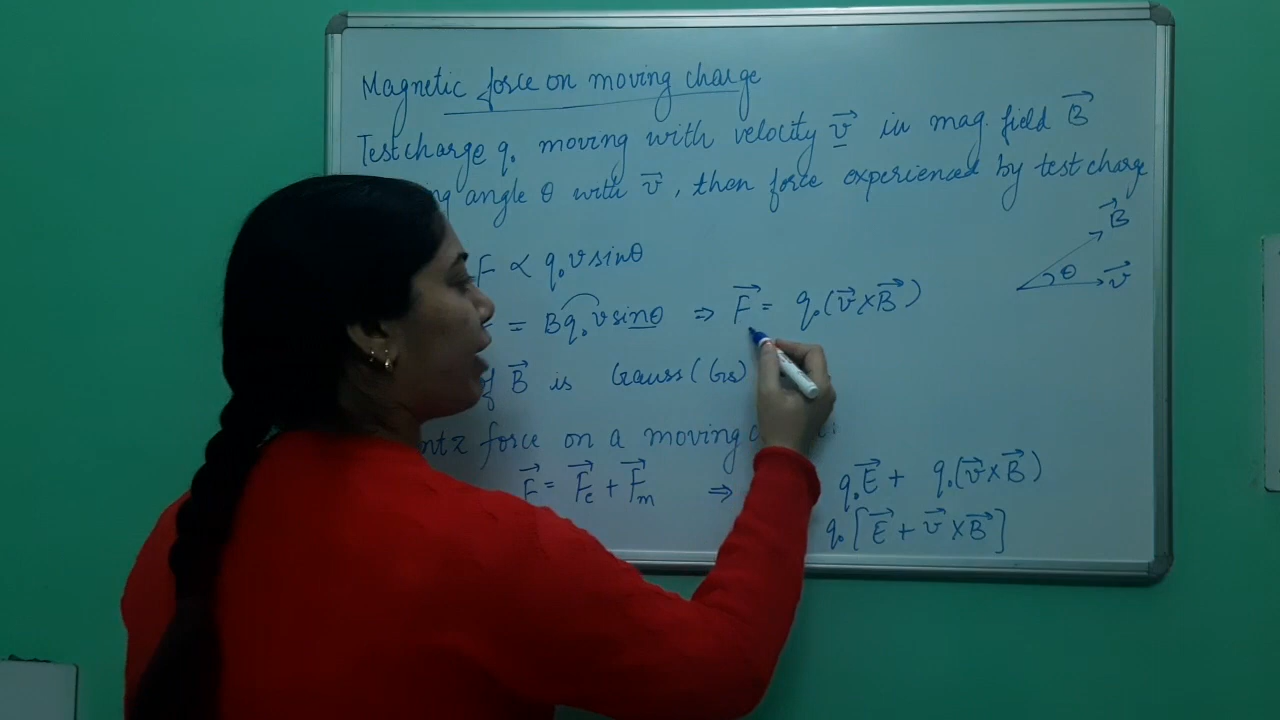 Magnetic force on moving charge
Test charge q₀ moving with velocity v⃗ in mag. field B⃗
angle θ with v⃗, then force experienced by test charge
B⃗
θ
v⃗
F ∝ q₀ v sinθ
= Bq₀ v sinθ ⇒ F⃗ = q₀(v⃗ × B⃗)
of B⃗ is Gauss (Gs)
force on a moving
F⃗ = F⃗e + F⃗m ⇒ q₀E⃗ + q₀(v⃗ × B⃗)
q₀[E⃗ + v⃗ × B⃗]